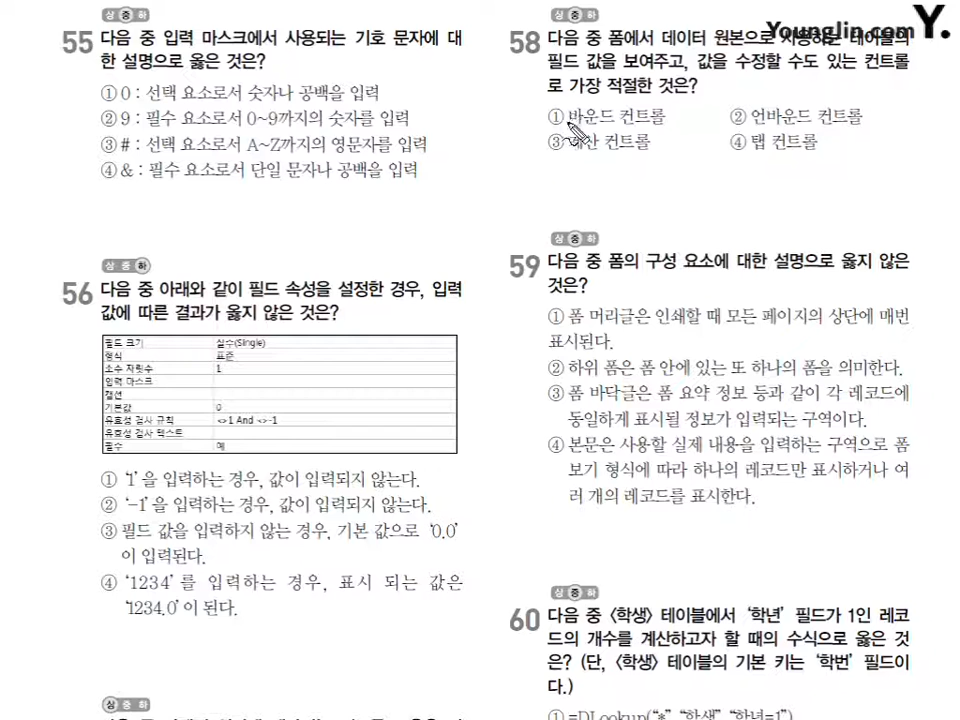 상 중 하
55 다음 중 입력 마스크에서 사용되는 기호 문자에 대
한 설명으로 옳은 것은?
① 0 : 선택 요소로서 숫자나 공백을 입력
② 9 : 필수 요소로서 0~9까지의 숫자를 입력
③ # : 선택 요소로서 A~Z까지의 영문자를 입력
④ & : 필수 요소로서 단일 문자나 공백을 입력
상 중 하
56 다음 중 아래와 같이 필드 속성을 설정한 경우, 입력
값에 따른 결과가 옳지 않은 것은?
필드 크기 실수(Single)
형식 표준
소수 자릿수 1
입력 마스크
캡션
기본값 0
유효성 검사 규칙 <>1 And <>-1
유효성 검사 텍스트
필수 예
① ‘1’을 입력하는 경우, 값이 입력되지 않는다.
② ‘-1’을 입력하는 경우, 값이 입력되지 않는다.
③ 필드 값을 입력하지 않는 경우, 기본 값으로 ‘0.0’
이 입력된다.
④ ‘1234’를 입력하는 경우, 표시 되는 값은
‘1234.0’이 된다.
상 중 하
Younglin.com Y.
상 중 하
58 다음 중 폼에서 데이터 원본으로 사용하는 테이블의
필드 값을 보여주고, 값을 수정할 수도 있는 컨트롤
로 가장 적절한 것은?
① 바운드 컨트롤 ② 언바운드 컨트롤
③ 계산 컨트롤 ④ 탭 컨트롤
상 중 하
59 다음 중 폼의 구성 요소에 대한 설명으로 옳지 않은
것은?
① 폼 머리글은 인쇄할 때 모든 페이지의 상단에 매번
표시된다.
② 하위 폼은 폼 안에 있는 또 하나의 폼을 의미한다.
③ 폼 바닥글은 폼 요약 정보 등과 같이 각 레코드에
동일하게 표시될 정보가 입력되는 구역이다.
④ 본문은 사용할 실제 내용을 입력하는 구역으로 폼
보기 형식에 따라 하나의 레코드만 표시하거나 여
러 개의 레코드를 표시한다.
상 중 하
60 다음 중 〈학생〉 테이블에서 ‘학년’ 필드가 1인 레코
드의 개수를 계산하고자 할 때의 수식으로 옳은 것
은? (단, 〈학생〉 테이블의 기본 키는 ‘학번’ 필드이
다.)
① =DLookup(“*”,“학생”,“학년=1”)